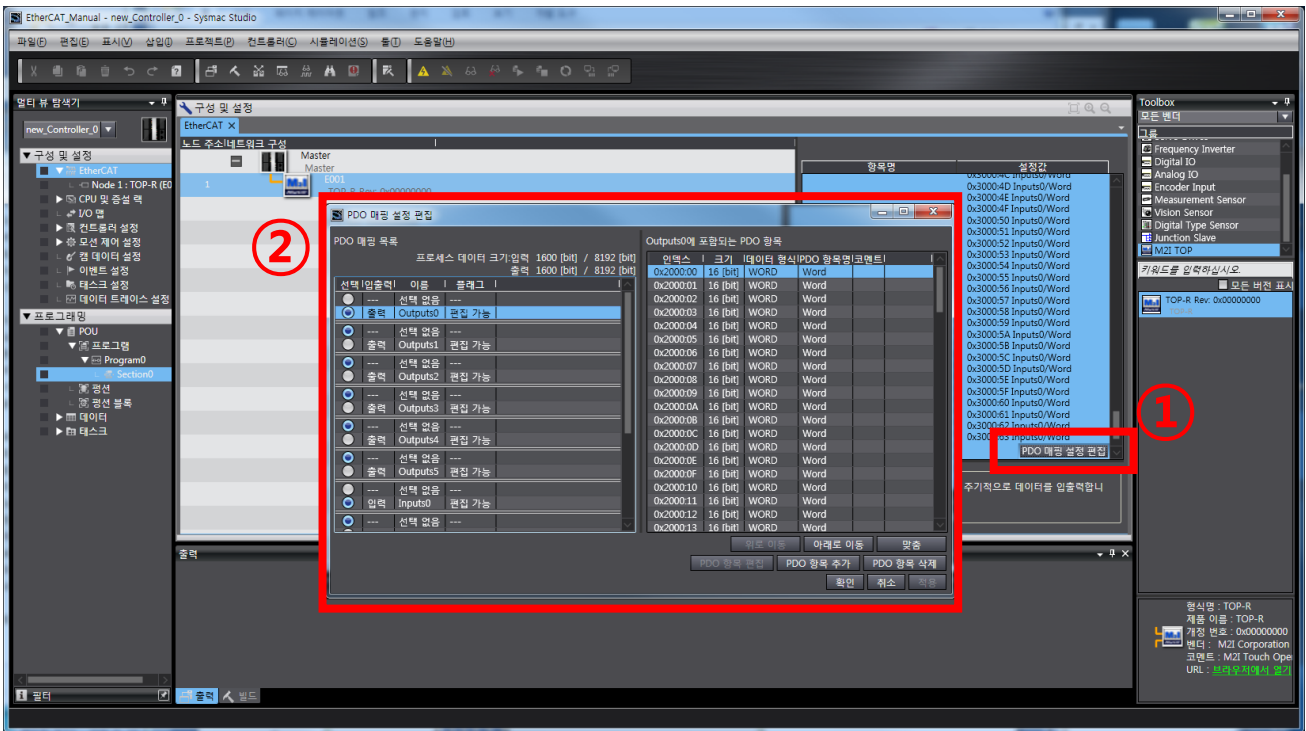 EtherCAT_Manual - new_Controller_0 - Sysmac Studio
파일(F) 편집(E) 표시(V) 삽입(I) 프로젝트(P) 컨트롤러(C) 시뮬레이션(S) 툴(T) 도움말(H)
멀티 뷰 탐색기
new_Controller_0
구성 및 설정
EtherCAT
Node 1 : TOP-R (E0
CPU 및 증설 랙
I/O 맵
컨트롤러 설정
모션 제어 설정
캠 데이터 설정
이벤트 설정
태스크 설정
데이터 트레이스 설정
프로그래밍
POU
프로그램
Program0
Section0
펑션
펑션 블록
데이터
태스크
필터
구성 및 설정
EtherCAT
노드 주소 네트워크 구성
Master
Master
1
E001
TOP-R Rev: 0x00000000
항목명 설정값
0x3000:4C Inputs0/Word
0x3000:4D Inputs0/Word
0x3000:4E Inputs0/Word
0x3000:4F Inputs0/Word
0x3000:50 Inputs0/Word
0x3000:51 Inputs0/Word
0x3000:52 Inputs0/Word
0x3000:53 Inputs0/Word
0x3000:54 Inputs0/Word
0x3000:55 Inputs0/Word
0x3000:56 Inputs0/Word
0x3000:57 Inputs0/Word
0x3000:58 Inputs0/Word
0x3000:59 Inputs0/Word
0x3000:5A Inputs0/Word
0x3000:5B Inputs0/Word
0x3000:5C Inputs0/Word
0x3000:5D Inputs0/Word
0x3000:5E Inputs0/Word
0x3000:5F Inputs0/Word
0x3000:60 Inputs0/Word
0x3000:61 Inputs0/Word
0x3000:62 Inputs0/Word
0x3000:63 Inputs0/Word
PDO 매핑 설정 편집
①
주기적으로 데이터를 입출력합니
②
PDO 매핑 설정 편집
PDO 매핑 목록
프로세스 데이터 크기:입력 1600 [bit] / 8192 [bit]
출력 1600 [bit] / 8192 [bit]
선택 입출력 이름 플래그
--- 선택 없음 ---
출력 Outputs0 편집 가능
--- 선택 없음 ---
출력 Outputs1 편집 가능
--- 선택 없음 ---
출력 Outputs2 편집 가능
--- 선택 없음 ---
출력 Outputs3 편집 가능
--- 선택 없음 ---
출력 Outputs4 편집 가능
--- 선택 없음 ---
출력 Outputs5 편집 가능
--- 선택 없음 ---
입력 Inputs0 편집 가능
--- 선택 없음 ---
Outputs0에 포함되는 PDO 항목
인덱스 크기 데이터 형식 PDO 항목명 코멘트
0x2000:00 16 [bit] WORD Word
0x2000:01 16 [bit] WORD Word
0x2000:02 16 [bit] WORD Word
0x2000:03 16 [bit] WORD Word
0x2000:04 16 [bit] WORD Word
0x2000:05 16 [bit] WORD Word
0x2000:06 16 [bit] WORD Word
0x2000:07 16 [bit] WORD Word
0x2000:08 16 [bit] WORD Word
0x2000:09 16 [bit] WORD Word
0x2000:0A 16 [bit] WORD Word
0x2000:0B 16 [bit] WORD Word
0x2000:0C 16 [bit] WORD Word
0x2000:0D 16 [bit] WORD Word
0x2000:0E 16 [bit] WORD Word
0x2000:0F 16 [bit] WORD Word
0x2000:10 16 [bit] WORD Word
0x2000:11 16 [bit] WORD Word
0x2000:12 16 [bit] WORD Word
0x2000:13 16 [bit] WORD Word
위로 이동 아래로 이동 맞춤
PDO 항목 편집 PDO 항목 추가 PDO 항목 삭제
확인 취소 적용
출력
출력 빌드
Toolbox
모든 벤더
그룹
Frequency Inverter
Digital IO
Analog IO
Encoder Input
Measurement Sensor
Vision Sensor
Digital Type Sensor
Junction Slave
M2I TOP
키워드를 입력하십시오.
모든 버전 표시
TOP-R Rev: 0x00000000
TOP-R
형식명 : TOP-R
제품 이름 : TOP-R
개정 번호 : 0x00000000
벤더 : M2I Corporation
코멘트 : M2I Touch Ope
URL : 브라우저에서 열기